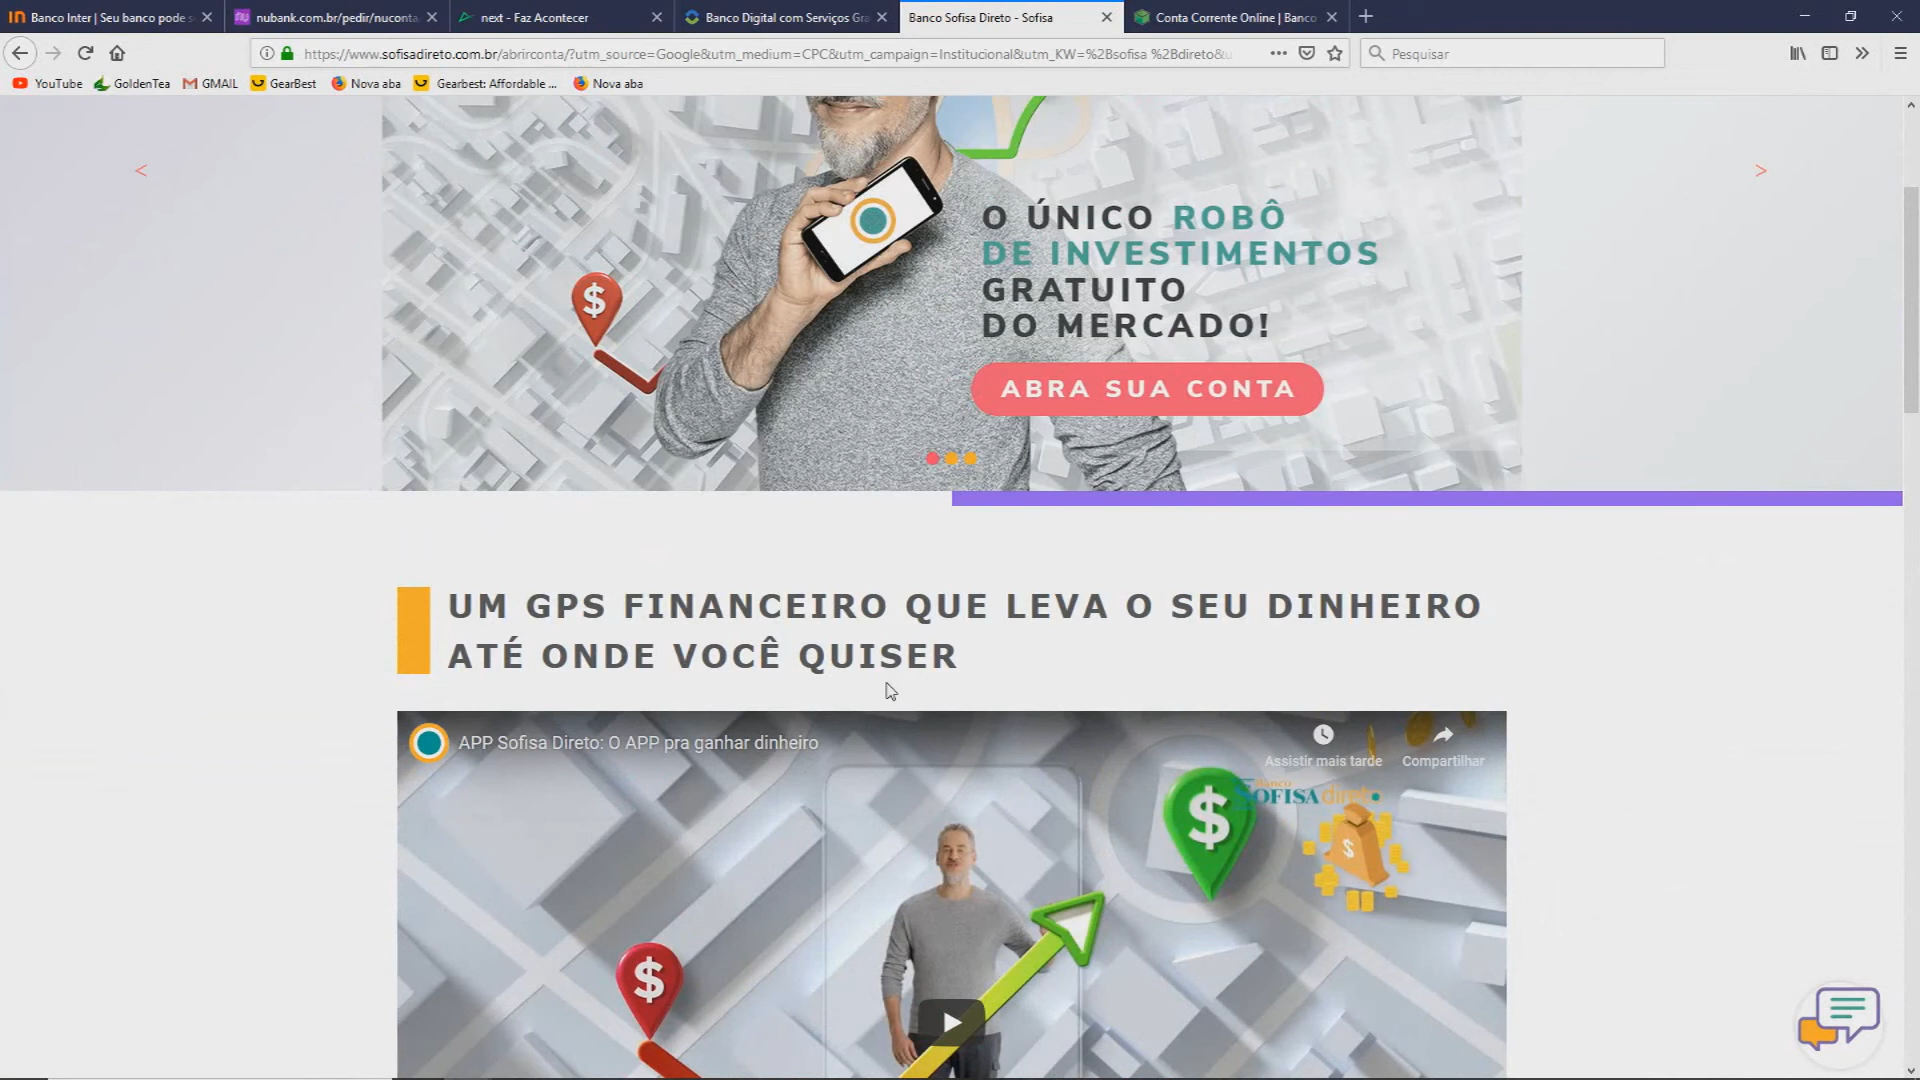 Banco Inter | Seu banco pode s
nubank.com.br/pedir/nuconta
next - Faz Acontecer
Banco Digital com Serviços Gra
Banco Sofisa Direto - Sofisa
Conta Corrente Online | Banco
https://www.sofisadireto.com.br/abrirconta/?utm_source=Google&utm_medium=CPC&utm_campaign=Institucional&utm_KW=%2Bsofisa %2Bdireto&u
Pesquisar
YouTube
GoldenTea
GMAIL
GearBest
Nova aba
Gearbest: Affordable ...
Nova aba
O ÚNICO ROBÔ
DE INVESTIMENTOS
GRATUITO
DO MERCADO!
ABRA SUA CONTA
UM GPS FINANCEIRO QUE LEVA O SEU DINHEIRO
ATÉ ONDE VOCÊ QUISER
APP Sofisa Direto: O APP pra ganhar dinheiro
Assistir mais tarde
Compartilhar
Banco
SOFISA direto